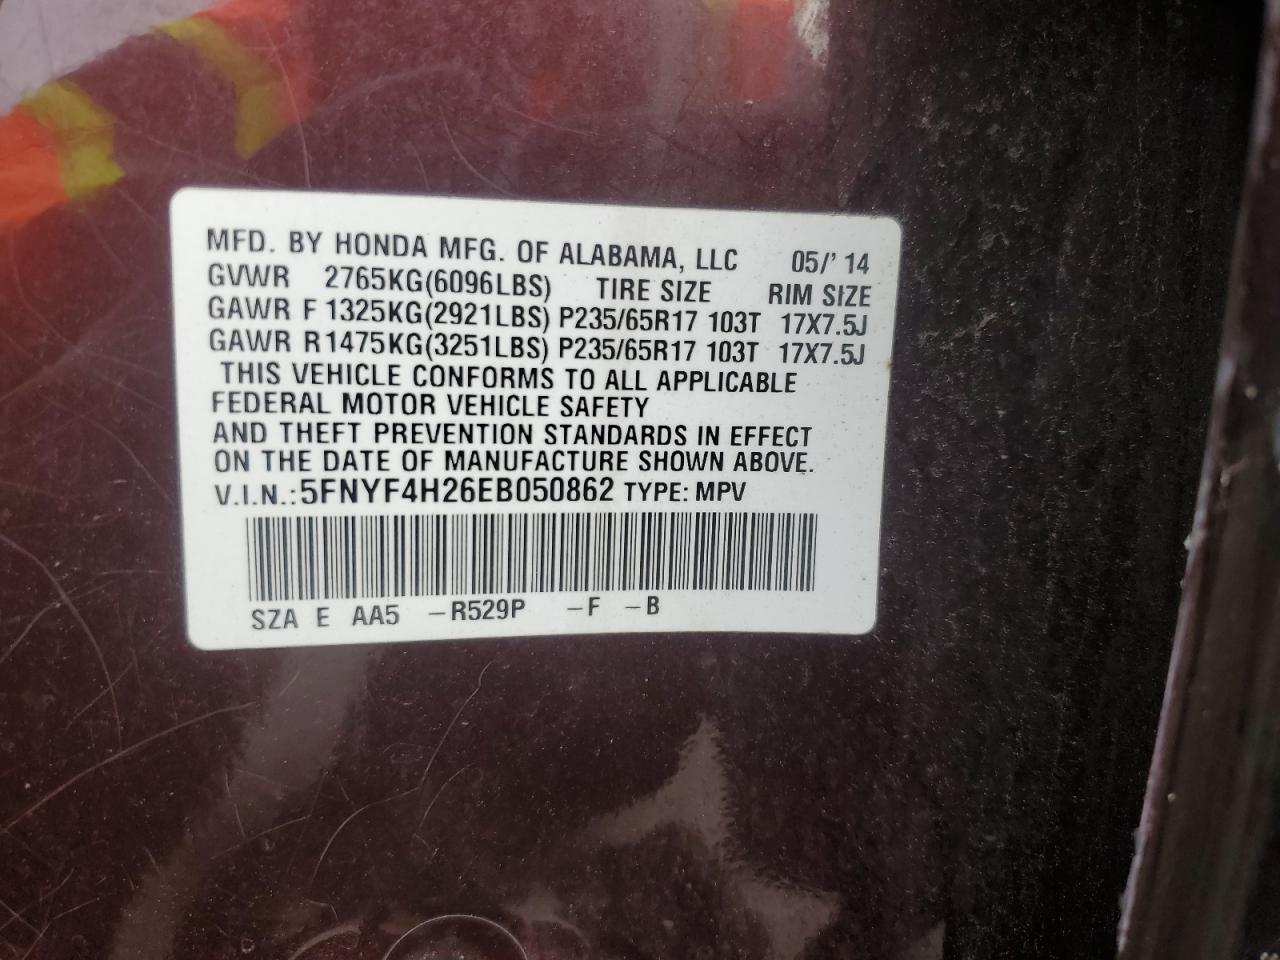 MFD. BY HONDA MFG. OF ALABAMA, LLC 05/' 14
GVWR 2765KG(6096LBS) TIRE SIZE RIM SIZE
GAWR F 1325KG(2921LBS) P235/65R17 103T 17X7.5J
GAWR R 1475KG(3251LBS) P235/65R17 103T 17X7.5J
THIS VEHICLE CONFORMS TO ALL APPLICABLE
FEDERAL MOTOR VEHICLE SAFETY
AND THEFT PREVENTION STANDARDS IN EFFECT
ON THE DATE OF MANUFACTURE SHOWN ABOVE.
V.I.N.: 5FNYF4H26EB050862 TYPE: MPV
SZA E AA5 –R529P –F –B